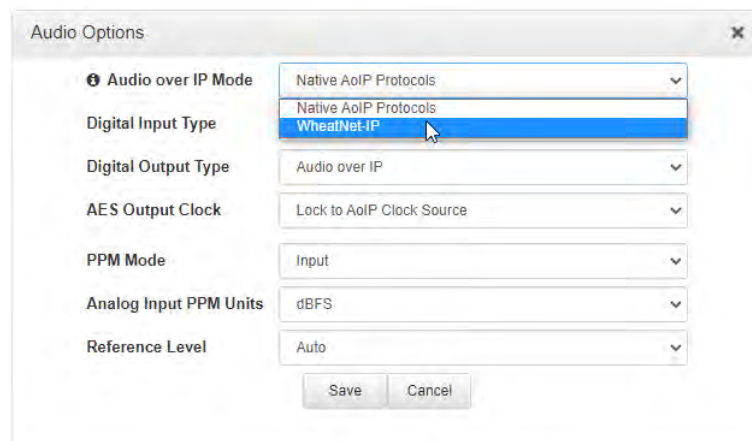 Audio Options
Audio over IP Mode Native AoIP Protocols
Native AoIP Protocols
Digital Input Type WheatNet-IP
Digital Output Type Audio over IP
AES Output Clock Lock to AoIP Clock Source
PPM Mode Input
Analog Input PPM Units dBFS
Reference Level Auto
Save Cancel